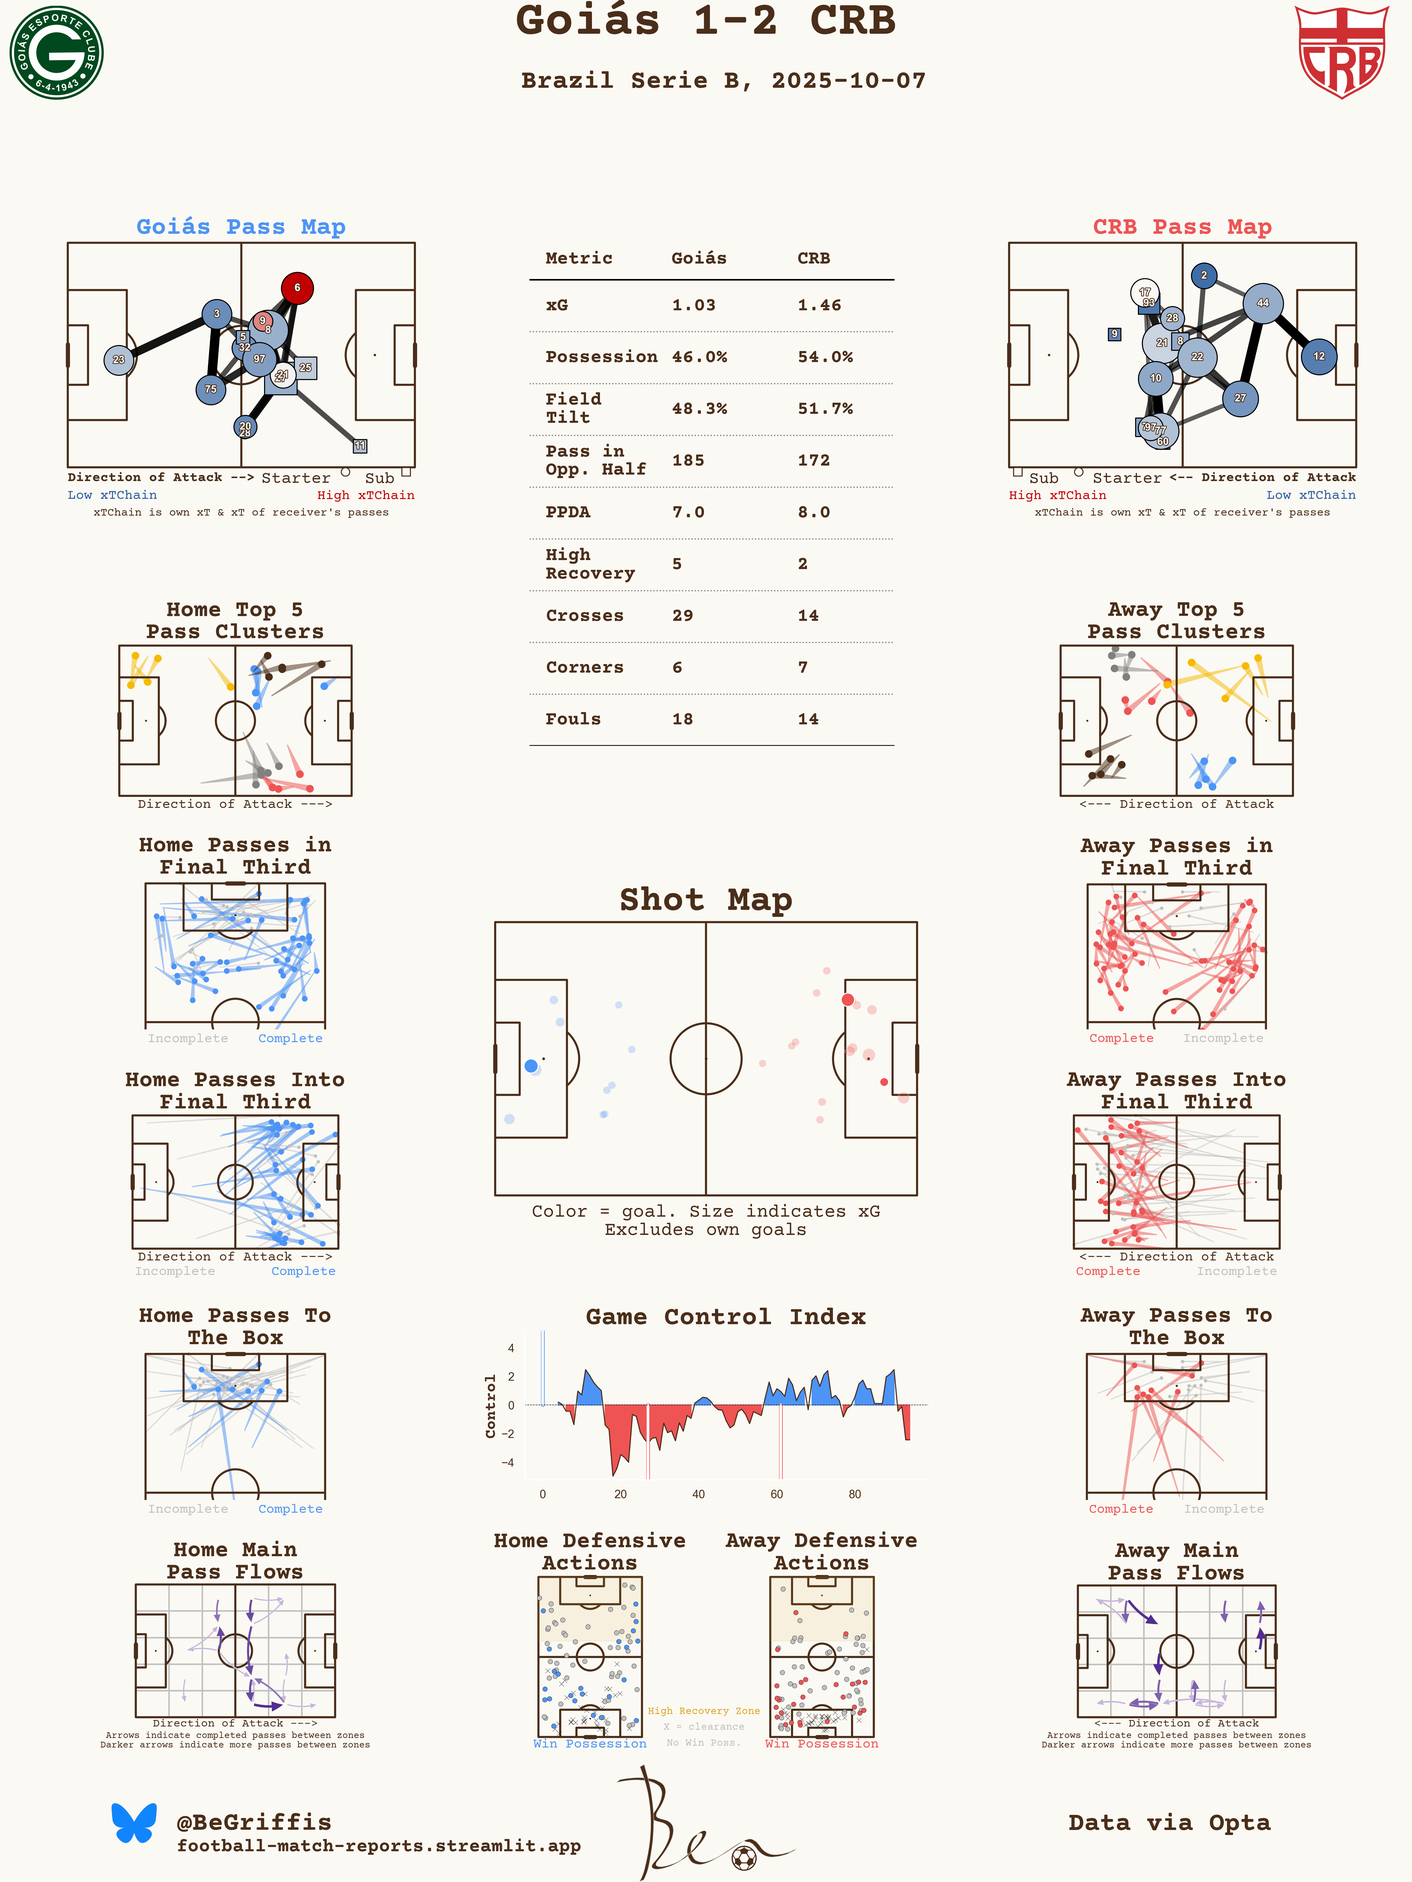 Goiás 1-2 CRB
Brazil Serie B, 2025-10-07
GOIÁS ESPORTE CLUBE
6-4-1943
G
CRB
Goiás Pass Map
6
3
9
8
5
32
97
23
25
21
75
20
28
11
Direction of Attack --> Starter Sub
Low xTChain High xTChain
xTChain is own xT & xT of receiver's passes
Metric Goiás CRB
xG 1.03 1.46
Possession 46.0% 54.0%
Field
Tilt 48.3% 51.7%
Pass in
Opp. Half 185 172
PPDA 7.0 8.0
High
Recovery 5 2
Crosses 29 14
Corners 6 7
Fouls 18 14
CRB Pass Map
2
17
93
44
28
9
21
8
22
12
10
27
77
60
Sub Starter <-- Direction of Attack
High xTChain Low xTChain
xTChain is own xT & xT of receiver's passes
Home Top 5
Pass Clusters
Direction of Attack --->
Away Top 5
Pass Clusters
<--- Direction of Attack
Home Passes in
Final Third
Incomplete Complete
Away Passes in
Final Third
Complete Incomplete
Shot Map
Color = goal. Size indicates xG
Excludes own goals
Home Passes Into
Final Third
Direction of Attack --->
Incomplete Complete
Away Passes Into
Final Third
<--- Direction of Attack
Complete Incomplete
Home Passes To
The Box
Incomplete Complete
Game Control Index
Control
4
2
0
−2
−4
0 20 40 60 80
Away Passes To
The Box
Complete Incomplete
Home Main
Pass Flows
Direction of Attack --->
Arrows indicate completed passes between zones
Darker arrows indicate more passes between zones
Home Defensive
Actions
Win Possession
High Recovery Zone
X = clearance
No Win Poss.
Away Defensive
Actions
Win Possession
Away Main
Pass Flows
<--- Direction of Attack
Arrows indicate completed passes between zones
Darker arrows indicate more passes between zones
@BeGriffis
football-match-reports.streamlit.app
Ben
Data via Opta